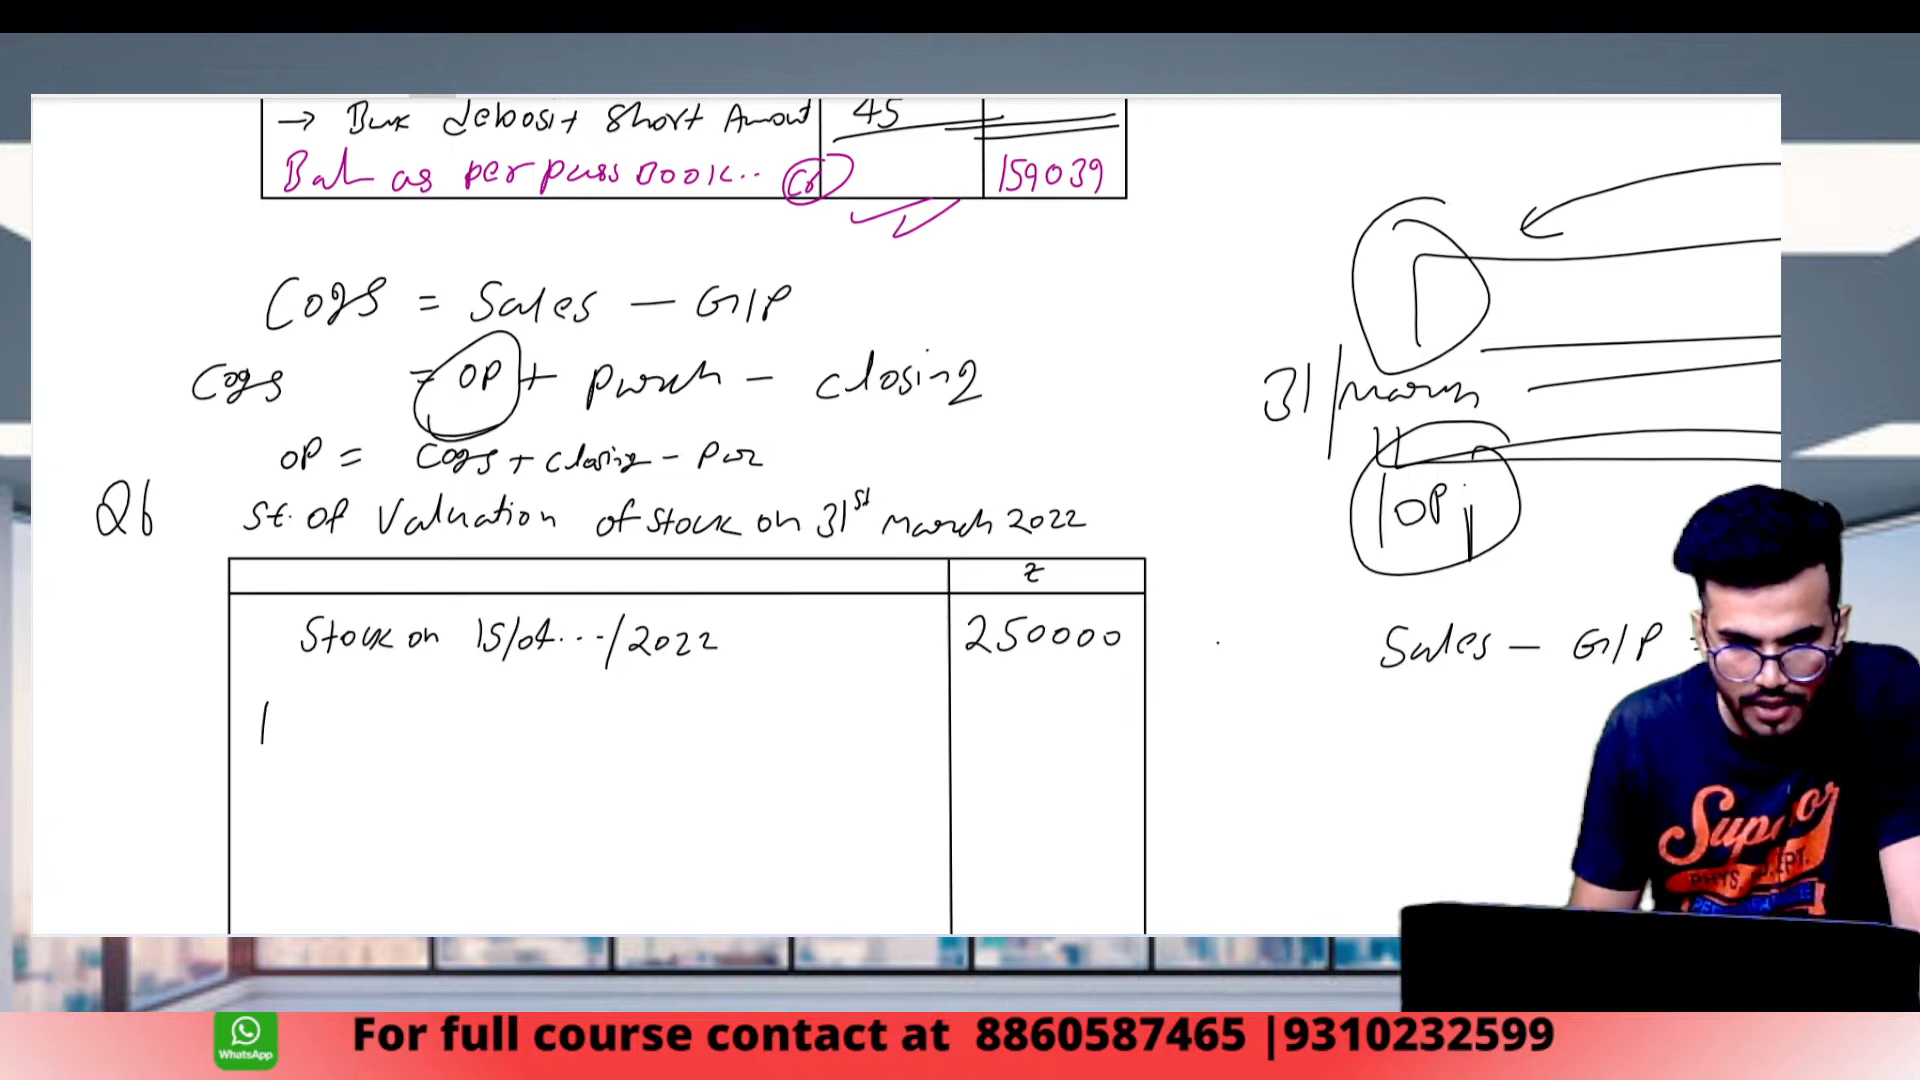 → Bank deposit short Amount 45
Bal as per pass Book.. Cr 159039
Cogs = Sales — G/P
Cogs = OP + purch — closing
OP = Cogs + closing — Pur
Q6 St. of Valuation of stock on 31st March 2022
₹
Stock on 15/04.../2022 250000
31/March
OP
Sales — G/P
Superior
DEPT.
WhatsApp
For full course contact at 8860587465 |9310232599